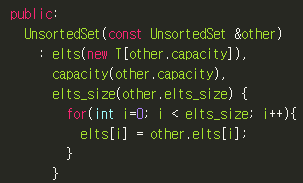 public:
UnsortedSet(const UnsortedSet &other)
: elts(new T[other.capacity]),
capacity(other.capacity),
elts_size(other.elts_size) {
for(int i=0; i < elts_size; i++){
elts[i] = other.elts[i];
}
}